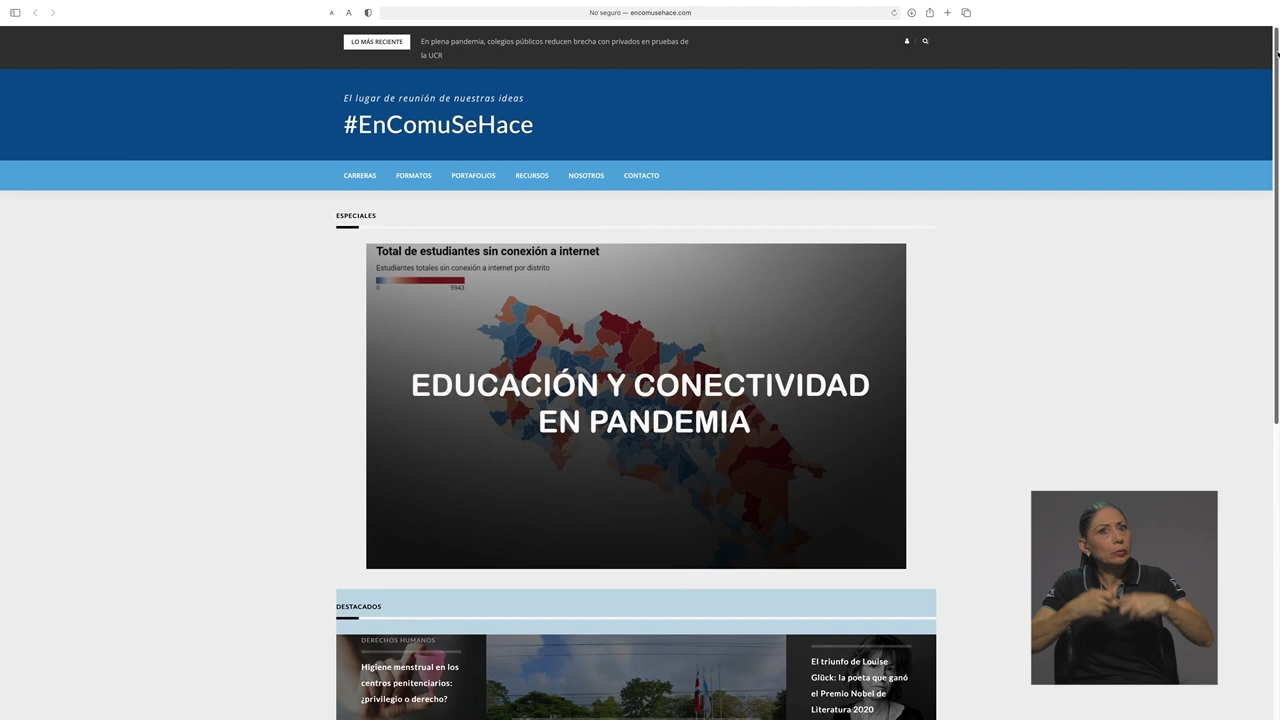 A A No seguro — encomusehace.com
LO MÁS RECIENTE
En plena pandemia, colegios públicos reducen brecha con privados en pruebas de
la UCR
El lugar de reunión de nuestras ideas
#EnComuSeHace
CARRERAS FORMATOS PORTAFOLIOS RECURSOS NOSOTROS CONTACTO
ESPECIALES
Total de estudiantes sin conexión a internet
Estudiantes totales sin conexión a internet por distrito
0 5943
EDUCACIÓN Y CONECTIVIDAD
EN PANDEMIA
DESTACADOS
DERECHOS HUMANOS
Higiene menstrual en los
centros penitenciarios:
¿privilegio o derecho?
El triunfo de Louise
Glück: la poeta que ganó
el Premio Nobel de
Literatura 2020